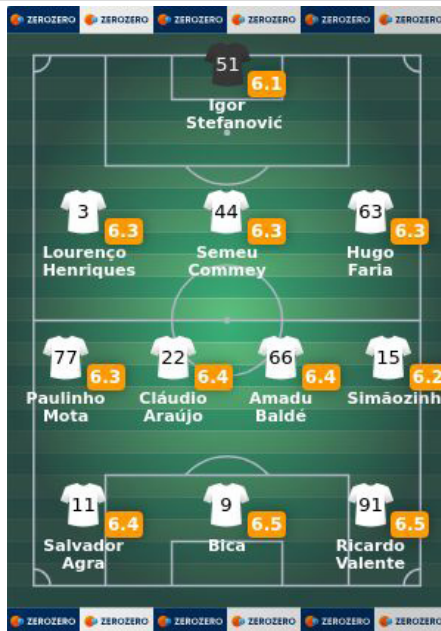 ZEROZERO ZEROZERO ZEROZERO ZEROZERO ZEROZERO ZEROZERO
51
6.1
Igor
Stefanović
3 44 63
6.3 6.3 6.3
Lourenço Semeu Hugo
Henriques Commey Faria
77 22 66 15
6.3 6.4 6.4 6.2
Paulinho Cláudio Amadu Simãozinh
Mota Araújo Baldé
11 9 91
6.4 6.5 6.5
Salvador Bica Ricardo
Agra Valente
ZEROZERO ZEROZERO ZEROZERO ZEROZERO ZEROZERO ZEROZERO